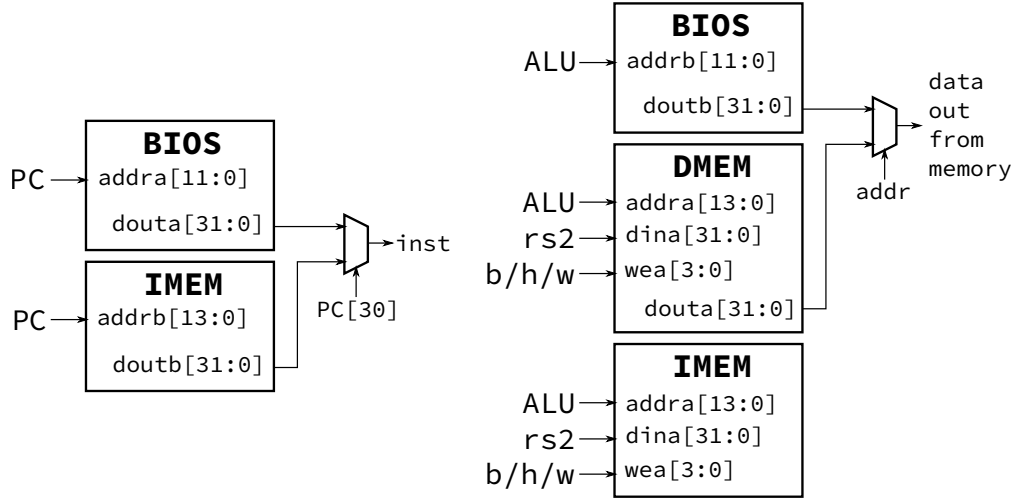 BIOS
PC
addra[11:0]
douta[31:0]
inst
IMEM
PC[30]
PC
addrb[13:0]
doutb[31:0]
BIOS
ALU
addrb[11:0]
doutb[31:0]
data
out
from
memory
addr
DMEM
ALU
addra[13:0]
rs2
dina[31:0]
b/h/w
wea[3:0]
douta[31:0]
IMEM
ALU
addra[13:0]
rs2
dina[31:0]
b/h/w
wea[3:0]